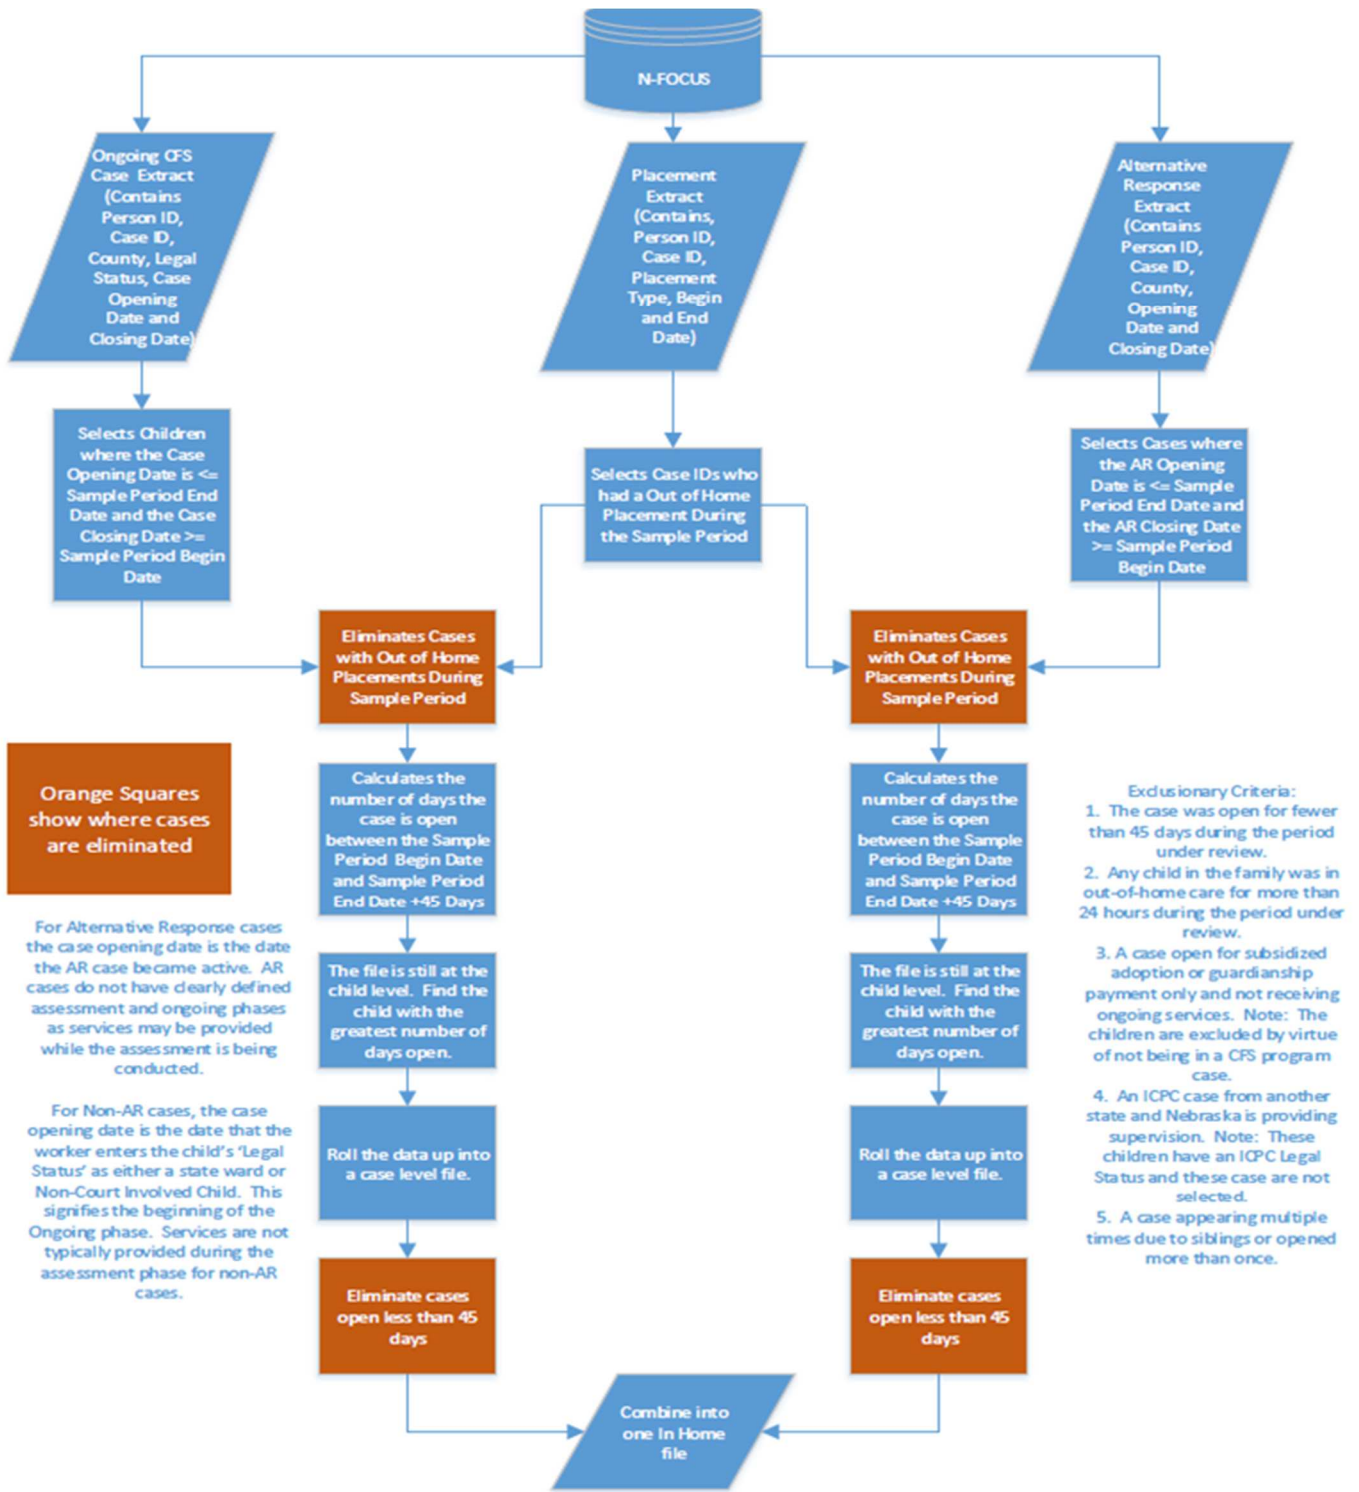 N-FOCUS
Ongoing CFS
Case Extract
(Contains
Person ID,
Case ID,
County, Legal
Status, Case
Opening
Date and
Closing Date)
Placement
Extract
(Contains,
Person ID,
Case ID,
Placement
Type, Begin
and End
Date)
Alternative
Response
Extract
(Contains
Person ID,
Case ID,
County,
Opening
Date and
Closing Date)
Selects Children
where the Case
Opening Date is <=
Sample Period End
Date and the Case
Closing Date >=
Sample Period Begin
Date
Selects Case IDs who
had a Out of Home
Placement During
the Sample Period
Selects Cases where
the AR Opening
Date is <= Sample
Period End Date and
the AR Closing Date
>= Sample Period
Begin Date
Eliminates Cases
with Out of Home
Placements During
Sample Period
Eliminates Cases
with Out of Home
Placements During
Sample Period
Orange Squares
show where cases
are eliminated
Calculates the
number of days the
case is open
between the Sample
Period Begin Date
and Sample Period
End Date +45 Days
Calculates the
number of days the
case is open
between the Sample
Period Begin Date
and Sample Period
End Date +45 Days
For Alternative Response cases
the case opening date is the date
the AR case became active. AR
cases do not have clearly defined
assessment and ongoing phases
as services may be provided
while the assessment is being
conducted.
For Non-AR cases, the case
opening date is the date that the
worker enters the child's 'Legal
Status' as either a state ward or
Non-Court Involved Child. This
signifies the beginning of the
Ongoing phase. Services are not
typically provided during the
assessment phase for non-AR
cases.
The file is still at the
child level. Find the
child with the
greatest number of
days open.
The file is still at the
child level. Find the
child with the
greatest number of
days open.
Exclusionary Criteria:
1. The case was open for fewer
than 45 days during the period
under review.
2. Any child in the family was in
out-of-home care for more than
24 hours during the period under
review.
3. A case open for subsidized
adoption or guardianship
payment only and not receiving
ongoing services. Note: The
children are excluded by virtue
of not being in a CFS program
case.
4. An ICPC case from another
state and Nebraska is providing
supervision. Note: These
children have an ICPC Legal
Status and these case are not
selected.
5. A case appearing multiple
times due to siblings or opened
more than once.
Roll the data up into
a case level file.
Roll the data up into
a case level file.
Eliminate cases
open less than 45
days
Eliminate cases
open less than 45
days
Combine into
one In Home
file